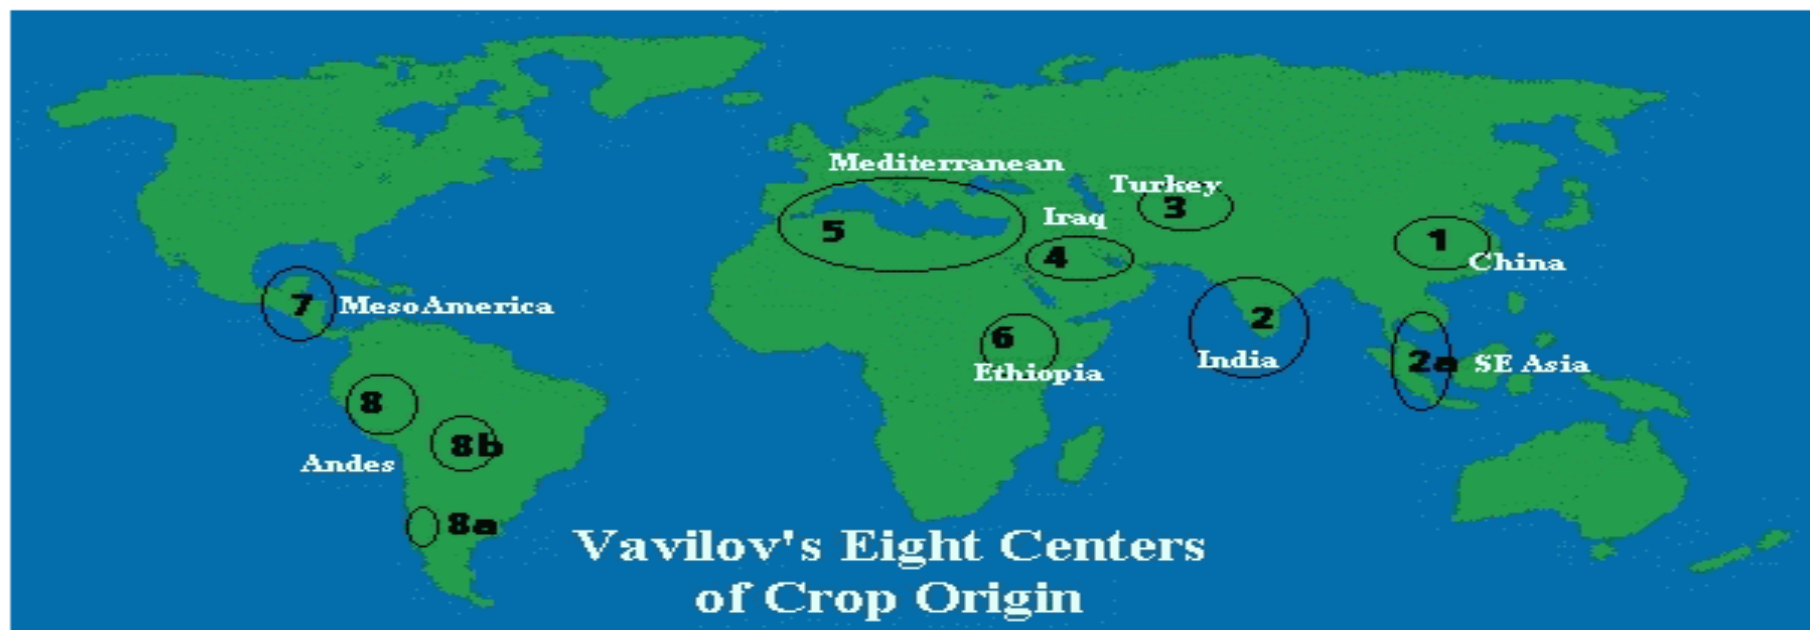 Mediterranean
Turkey
3
Iraq
5
4
1
China
7
MesoAmerica
2
India
6
Ethiopia
2a
SE Asia
8
8b
Andes
8a
Vavilov's Eight Centers
of Crop Origin